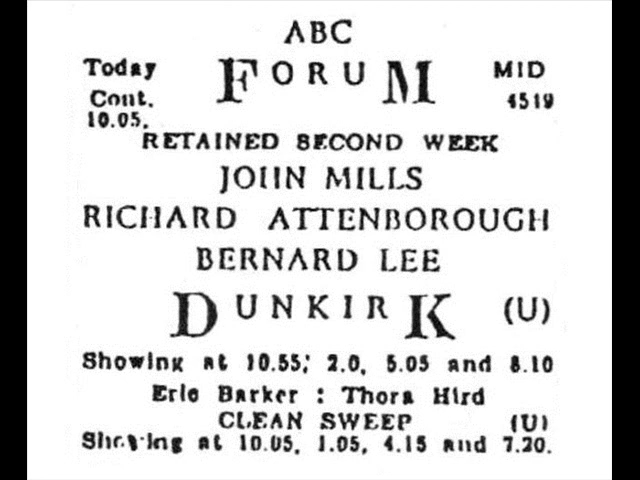 ABC
Today FORUM MID
Cont. 4519
10.05.
RETAINED SECOND WEEK
JOHN MILLS
RICHARD ATTENBOROUGH
BERNARD LEE
DUNKIRK (U)
Showing at 10.55; 2.0, 5.05 and 8.10
Eric Barker : Thora Hird
CLEAN SWEEP (U)
Showing at 10.05, 1.05, 4.15 and 7.20.